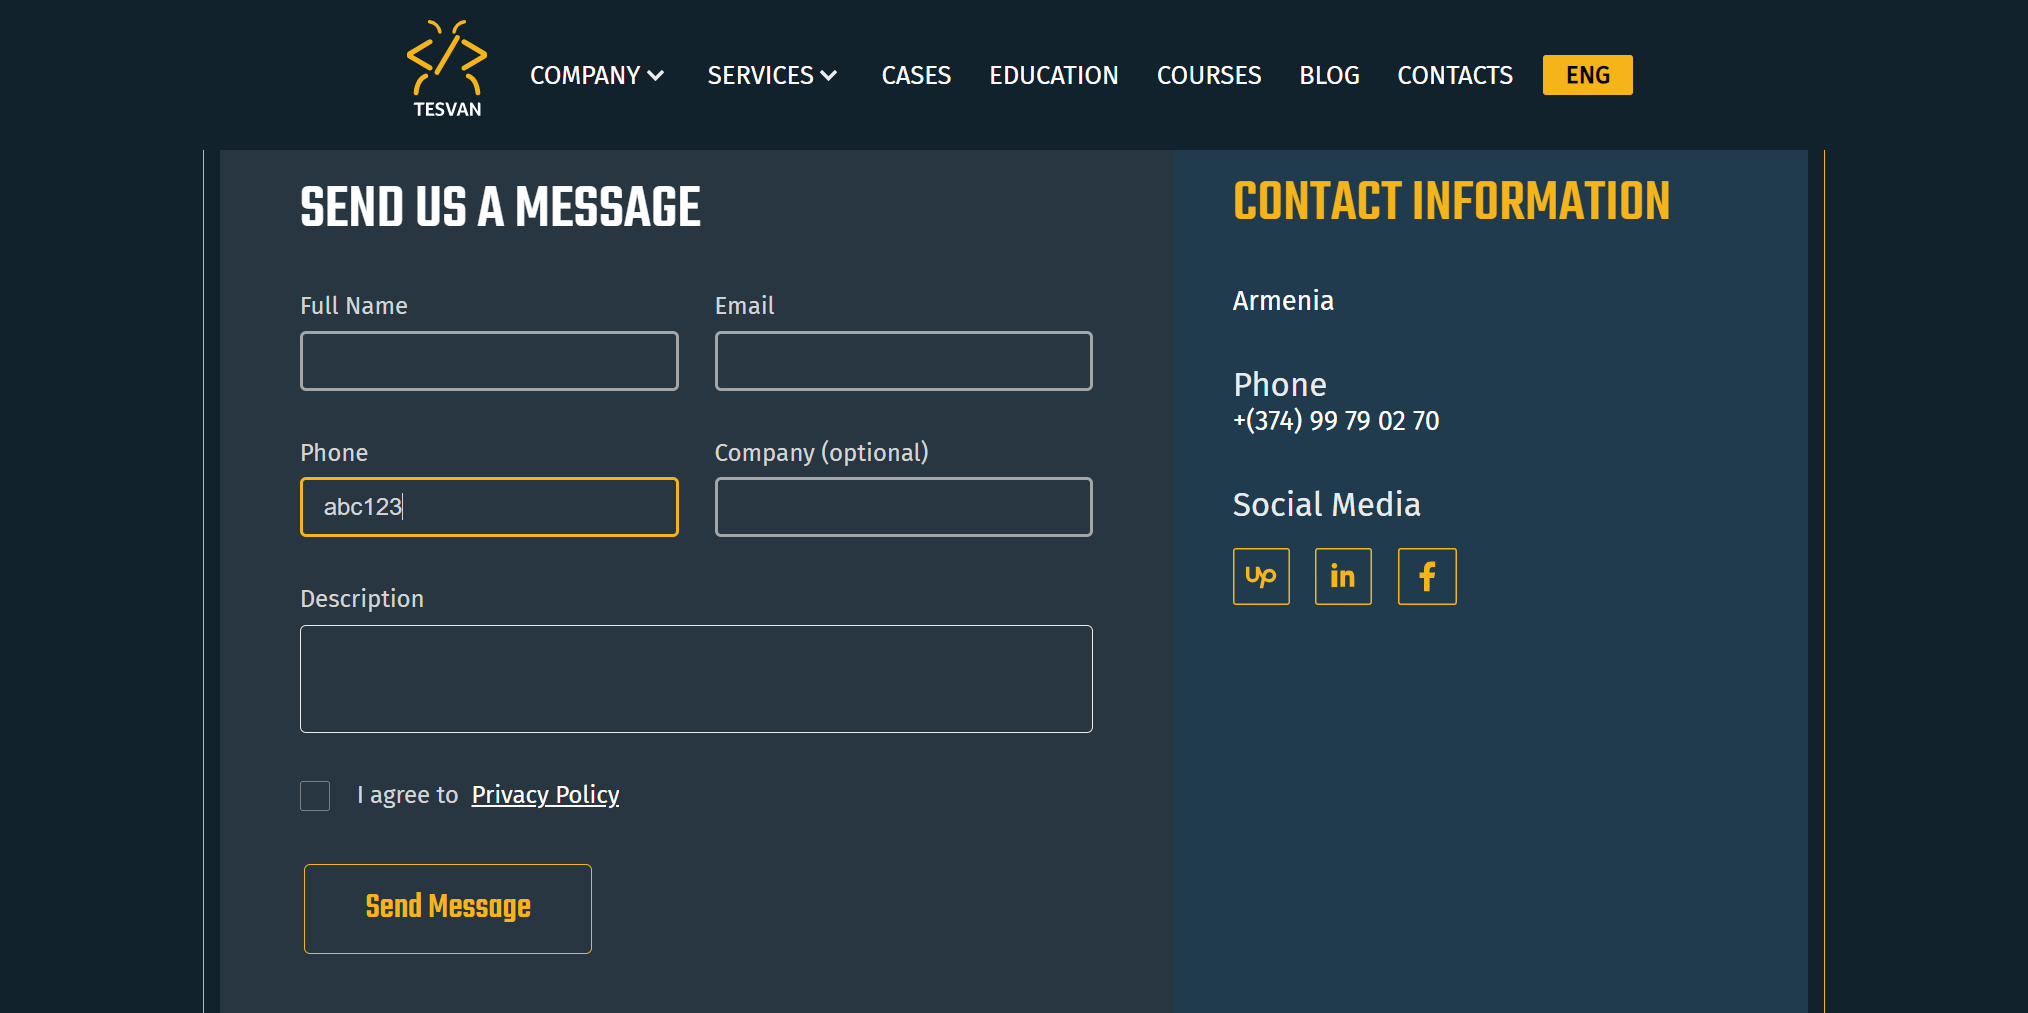 TESVAN
COMPANY
SERVICES
CASES
EDUCATION
COURSES
BLOG
CONTACTS
ENG
SEND US A MESSAGE
Full Name
Email
Phone
abc123
Company (optional)
Description
I agree to Privacy Policy
Send Message
CONTACT INFORMATION
Armenia
Phone
+(374) 99 79 02 70
Social Media
up
in
f